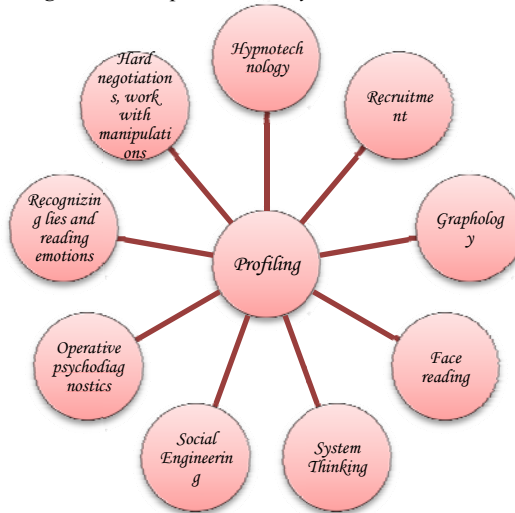 Hypnotech
nology
Recruitme
nt
Grapholog
y
Face
reading
System
Thinking
Social
Engineerin
g
Operative
psychodiag
nostics
Recognizin
g lies and
reading
emotions
Hard
negotiation
s, work
with
manipulati
ons
Profiling